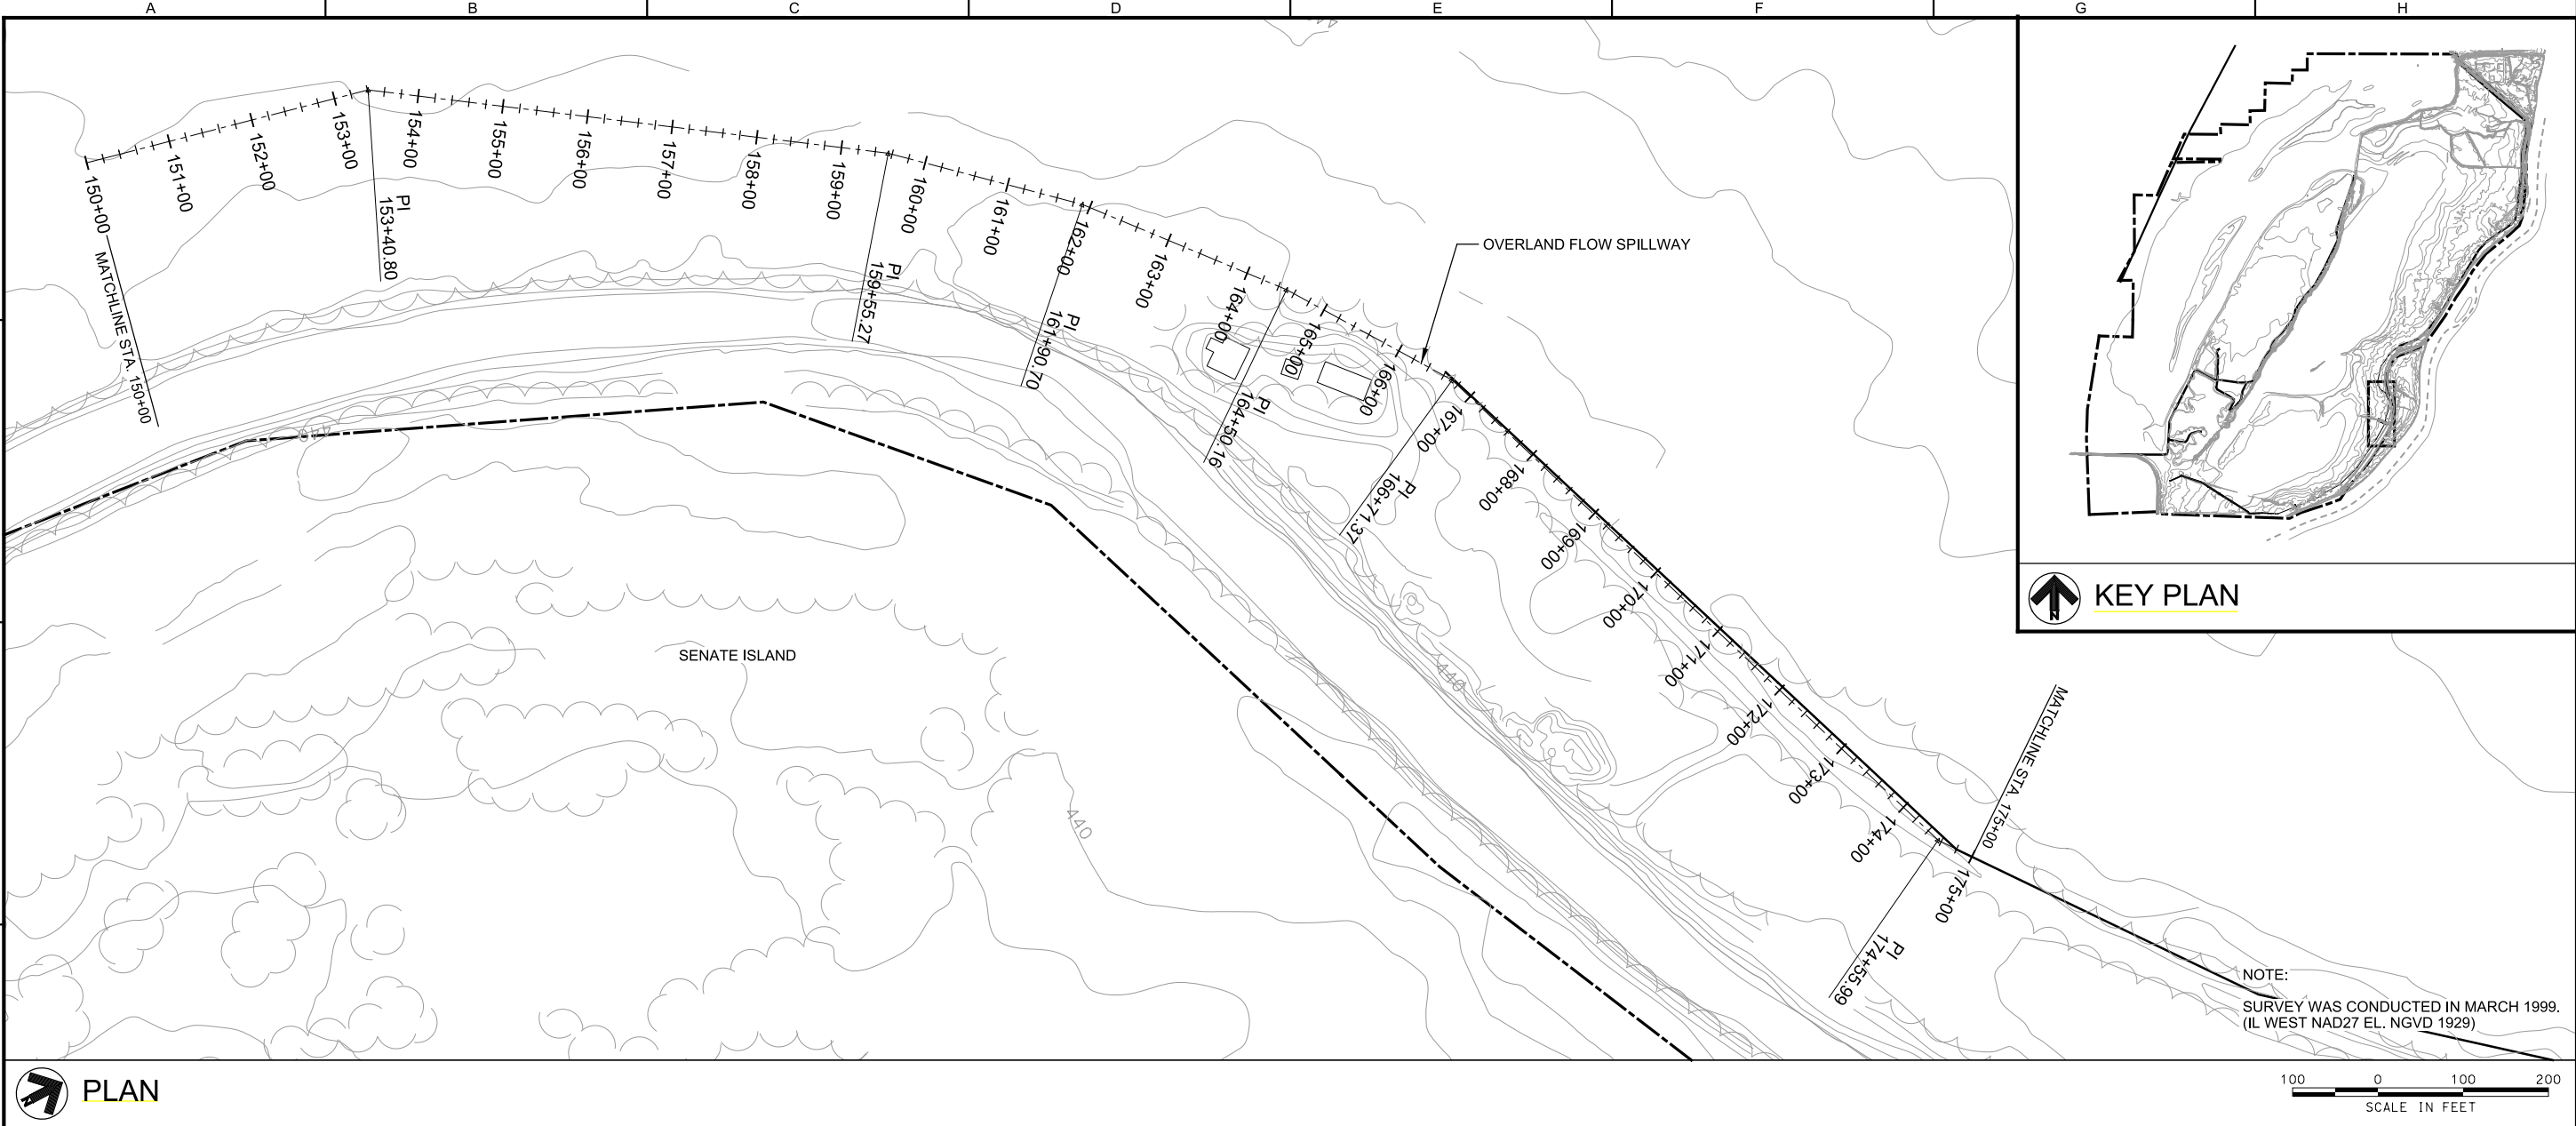 A B C D E F G H
150+00
MATCHLINE STA. 150+00
151+00
152+00
153+00
PI
153+40.80
154+00
155+00
156+00
157+00
158+00
159+00
PI
159+55.27
160+00
161+00
162+00
PI
161+90.70
163+00
164+00
PI
164+50.16
165+00
166+00
OVERLAND FLOW SPILLWAY
PI
166+71.37
167+00
168+00
169+00
170+00
171+00
172+00
173+00
174+00
PI
174+55.99
175+00
MATCHLINE STA. 175+00
440
440
440
SENATE ISLAND
N
KEY PLAN
NOTE:
SURVEY WAS CONDUCTED IN MARCH 1999.
(IL WEST NAD27 EL. NGVD 1929)
N
PLAN
100 0 100 200
SCALE IN FEET